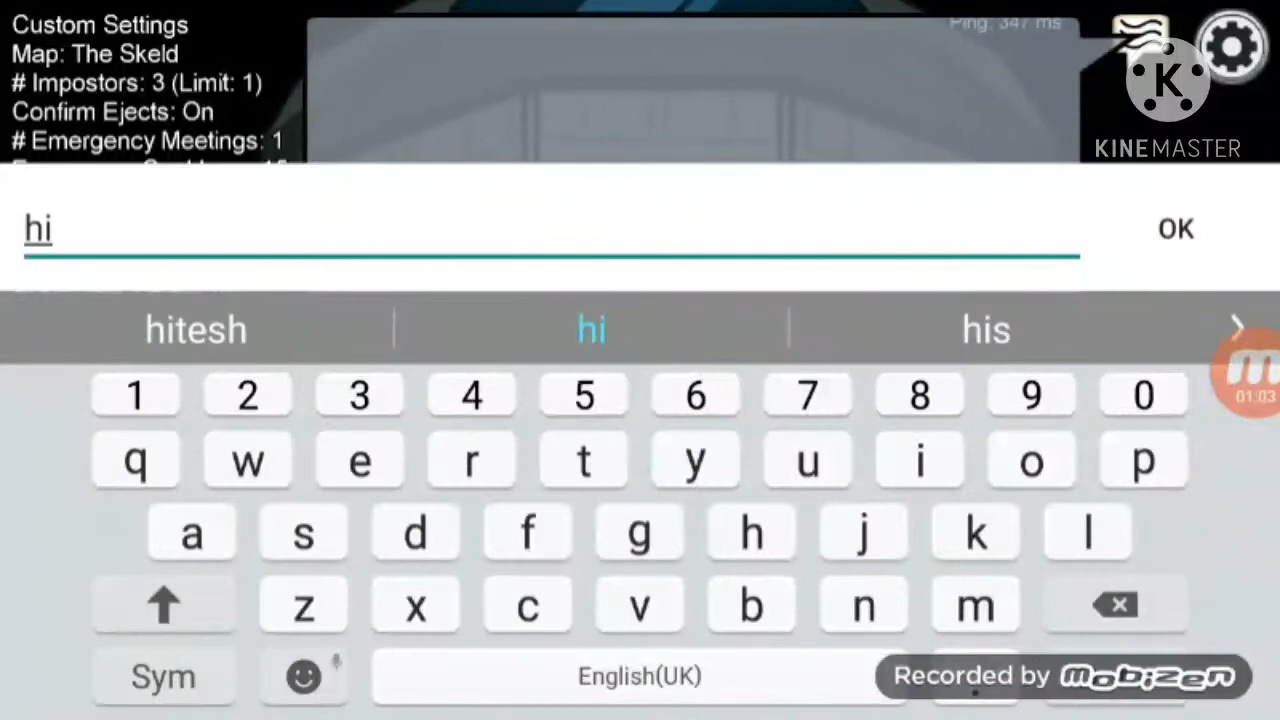 Custom Settings
Ping: 347 ms
Map: The Skeld
# Impostors: 3 (Limit: 1)
Confirm Ejects: On
# Emergency Meetings: 1
K
KINEMASTER
hi
OK
hitesh hi his
01:03
1 2 3 4 5 6 7 8 9 0
q w e r t y u i o p
a s d f g h j k l
z x c v b n m
Sym
English(UK)
Recorded by mobizen